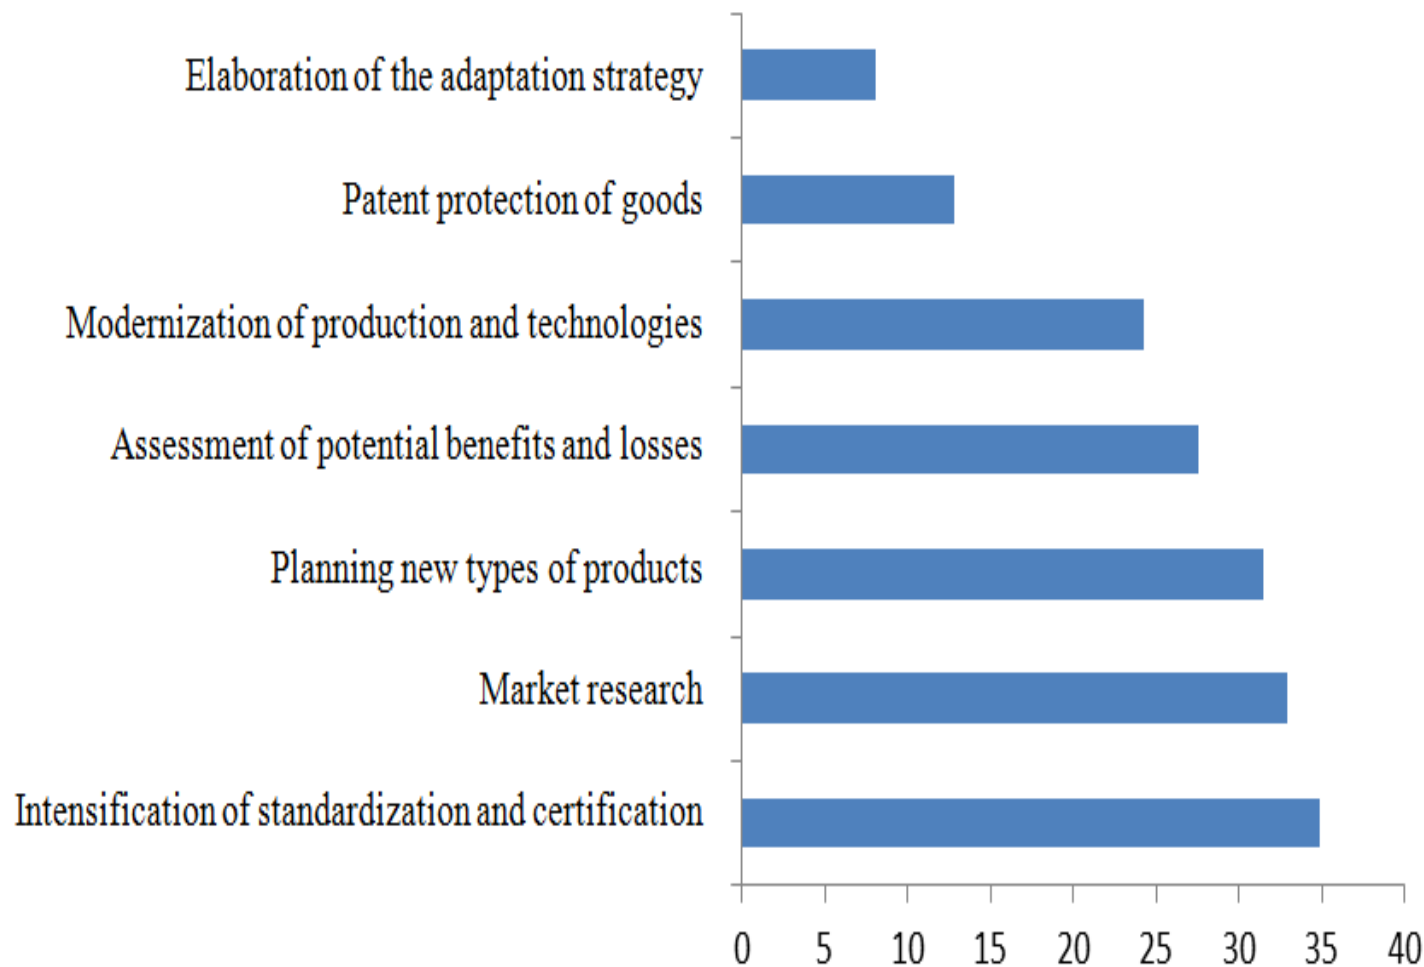 Elaboration of the adaptation strategy
Patent protection of goods
Modernization of production and technologies
Assessment of potential benefits and losses
Planning new types of products
Market research
Intensification of standardization and certification
0 5 10 15 20 25 30 35 40